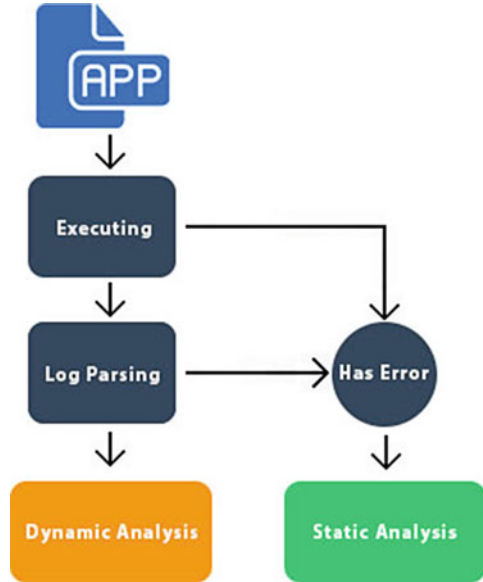 APP
Executing
Log Parsing
Has Error
Dynamic Analysis
Static Analysis